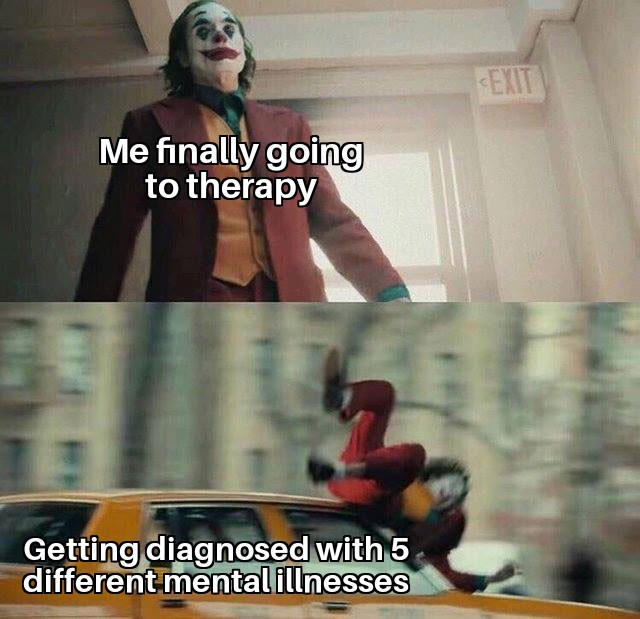 <EXIT
Me finally going
to therapy
Getting diagnosed with 5
different mental illnesses